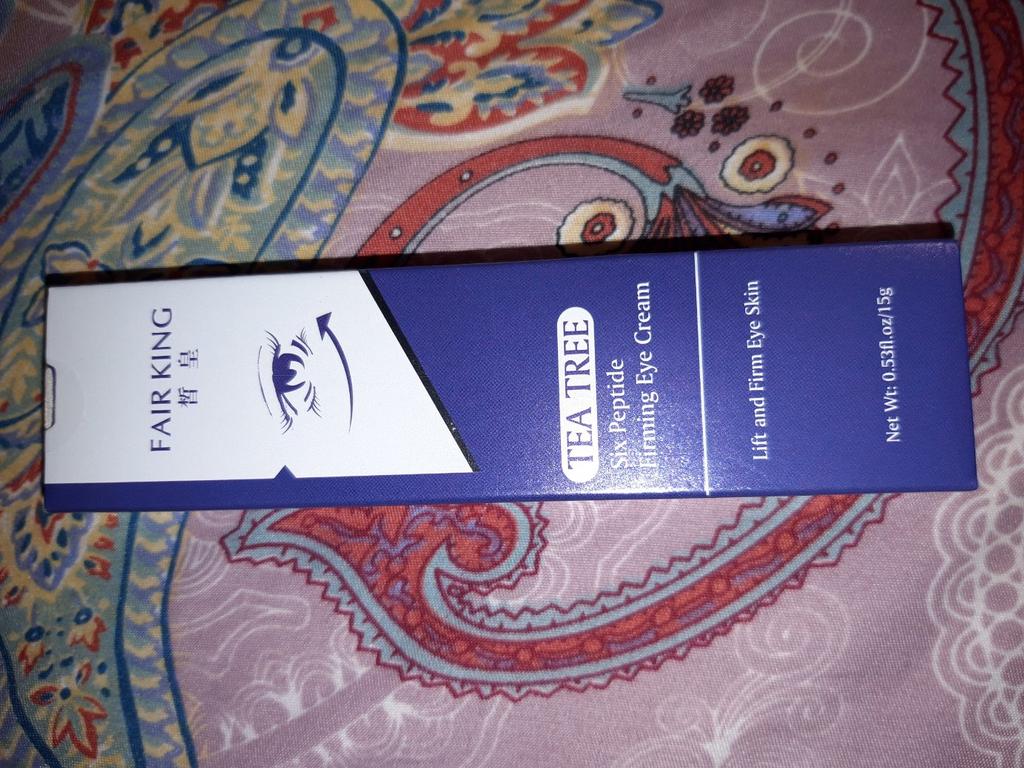 FAIR KING
皙皇
TEA TREE
Six Peptide
Firming Eye Cream
Lift and Firm Eye Skin
Net Wt: 0.53fl.oz/15g